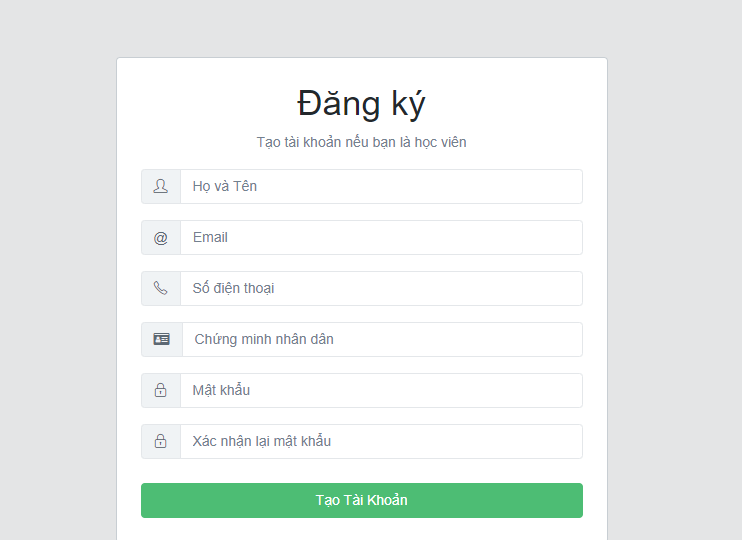 Đăng ký
Tạo tài khoản nếu bạn là học viên
Họ và Tên
@ Email
Số điện thoại
Chứng minh nhân dân
Mật khẩu
Xác nhận lại mật khẩu
Tạo Tài Khoản